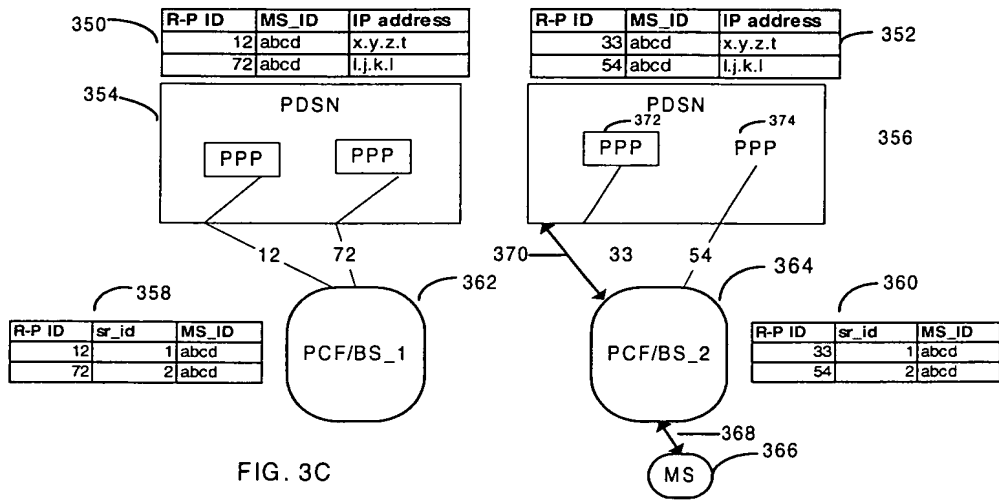 350
R-P ID MS_ID IP address
12 abcd x.y.z.t
72 abcd l.j.k.l
R-P ID MS_ID IP address
33 abcd x.y.z.t
54 abcd l.j.k.l
352
354
PDSN
PPP PPP
PDSN
372 374
PPP PPP
356
12 72
370 33 54
358
362
364
360
R-P ID sr_id MS_ID
12 1 abcd
72 2 abcd
PCF/BS_1
PCF/BS_2
R-P ID sr_id MS_ID
33 1 abcd
54 2 abcd
368
366
MS
FIG. 3C